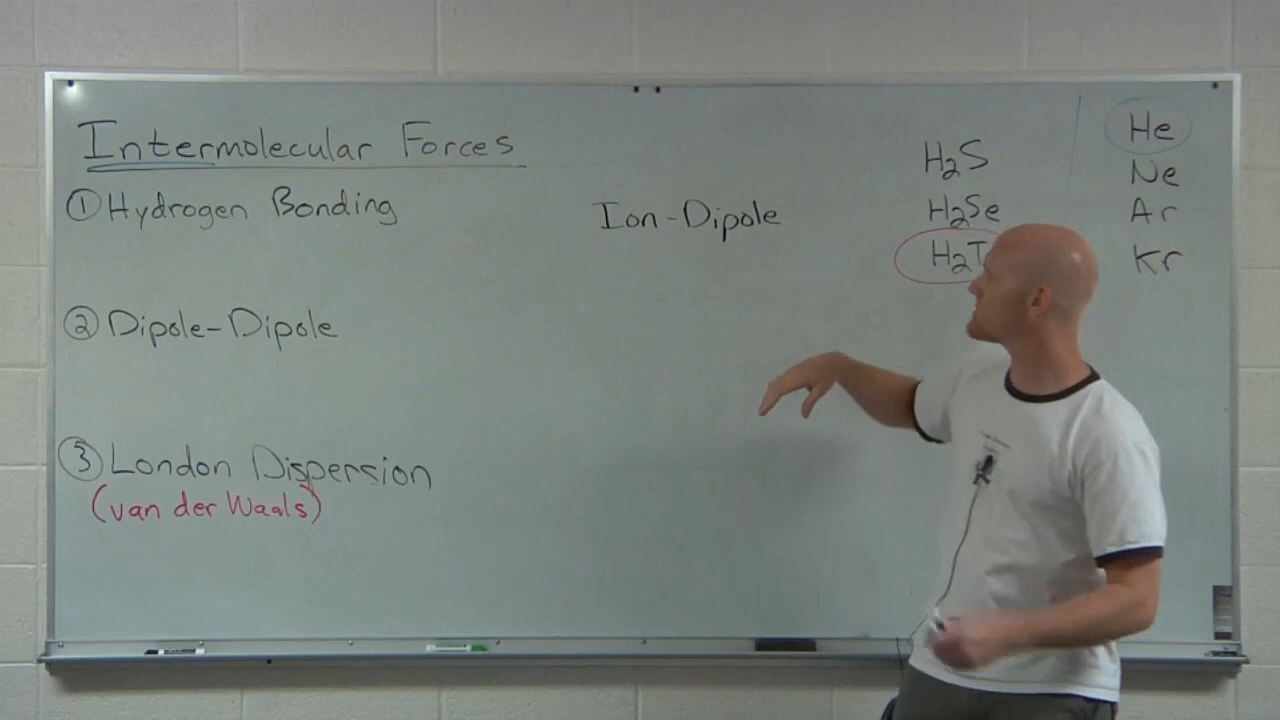 Intermolecular Forces
① Hydrogen Bonding
② Dipole-Dipole
③ London Dispersion
(van der Waals)
Ion-Dipole
H₂S
H₂Se
H₂T
He
Ne
Ar
Kr